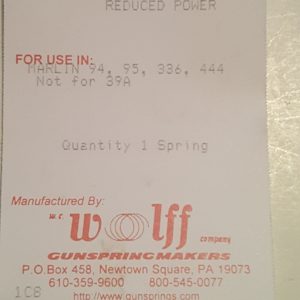 REDUCED POWER
FOR USE IN:
MARLIN 94, 95, 336, 444
Not for 39A
Quantity 1 Spring
Manufactured By:
W.C.
Wolff
company
GUNSPRINGMAKERS
P.O.Box 458, Newtown Square, PA 19073
610-359-9600 800-545-0077
http://www.gunsprings.com
1C8